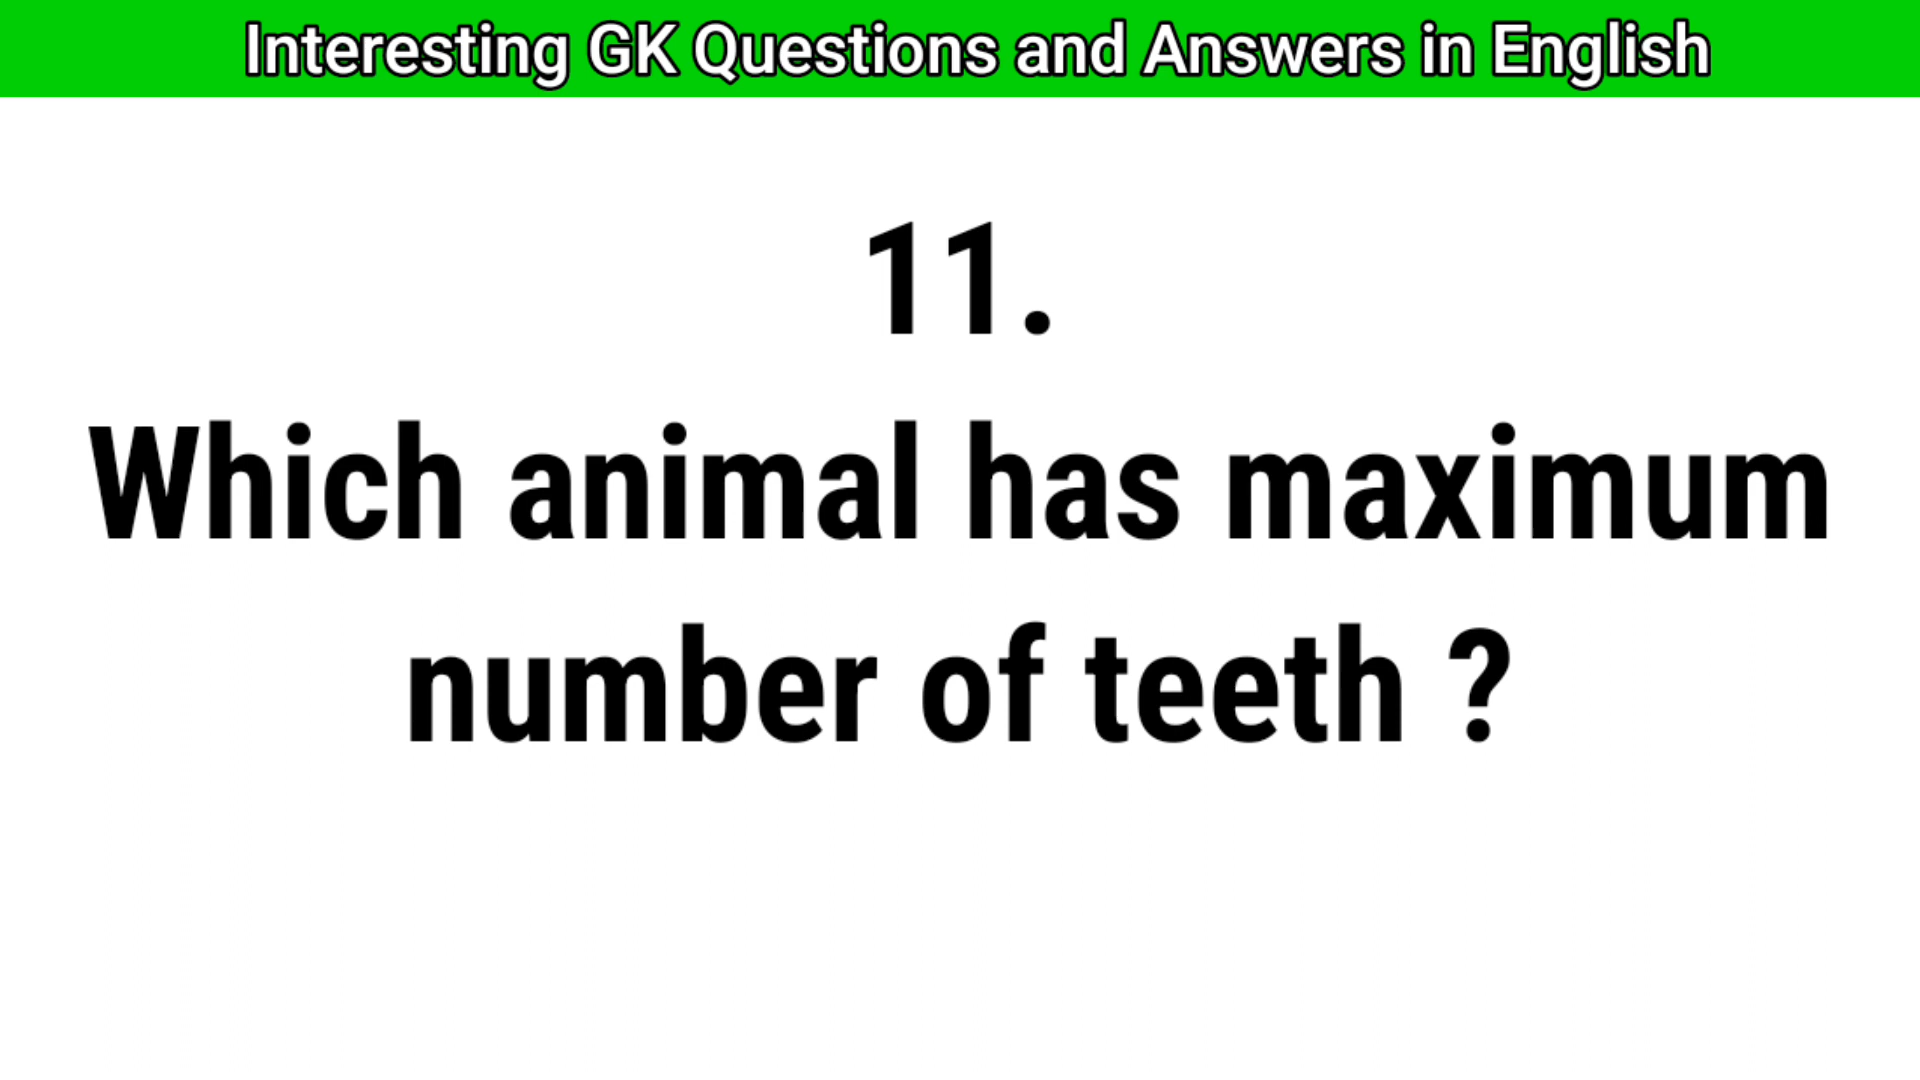 Interesting GK Questions and Answers in English
11.
Which animal has maximum
number of teeth ?